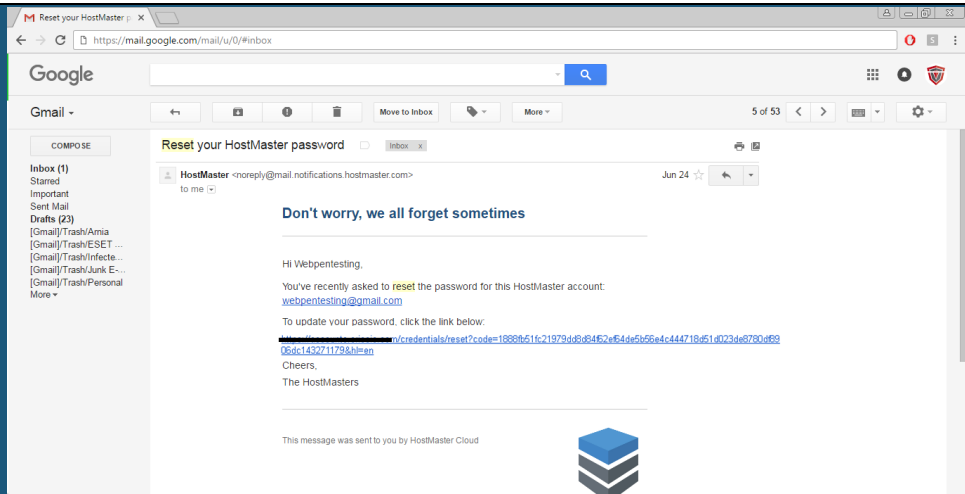 Reset your HostMaster p
https://mail.google.com/mail/u/0/#inbox
Google
Gmail
Move to Inbox
More
5 of 53
COMPOSE
Inbox (1)
Starred
Important
Sent Mail
Drafts (23)
[Gmail]/Trash/Arnia
[Gmail]/Trash/ESET ...
[Gmail]/Trash/Infecte...
[Gmail]/Trash/Junk E-...
[Gmail]/Trash/Personal
More
Reset your HostMaster password
Inbox x
HostMaster <noreply@mail.notifications.hostmaster.com>
Jun 24
to me
Don't worry, we all forget sometimes
Hi Webpentesting,
You've recently asked to reset the password for this HostMaster account:
webpentesting@gmail.com
To update your password, click the link below:
m/credentials/reset?code=1888fb51fc21979dd8d84f62ef64de5b56e4c444718d51d023de8780df89
06dc143271179&hl=en
Cheers,
The HostMasters
This message was sent to you by HostMaster Cloud